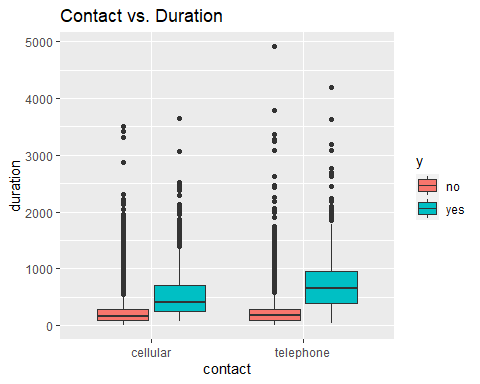 Contact vs. Duration
5000
4000
3000
2000
1000
0
duration
cellular
telephone
contact
y
no
yes